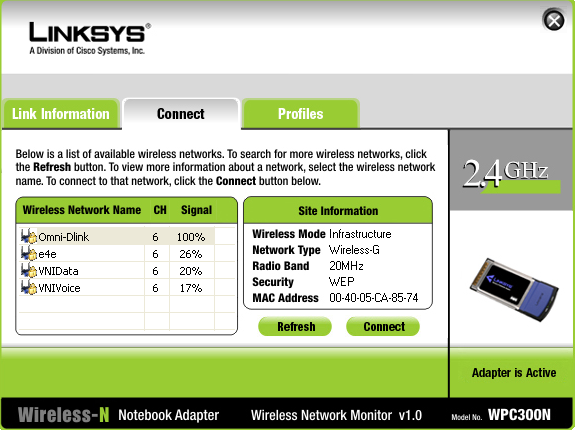 LINKSYS®
A Division of Cisco Systems, Inc.
Link Information
Connect
Profiles
Below is a list of available wireless networks. To search for more wireless networks, click
the Refresh button. To view more information about a network, select the wireless network
name. To connect to that network, click the Connect button below.
2.4GHz
Wireless Network Name CH Signal
Omni-Dlink 6 100%
e4e 6 26%
VNIData 6 20%
VNIVoice 6 17%
Site Information
Wireless Mode Infrastructure
Network Type Wireless-G
Radio Band 20MHz
Security WEP
MAC Address 00-40-05-CA-85-74
Refresh
Connect
Adapter is Active
Wireless-N Notebook Adapter Wireless Network Monitor v1.0 Model No. WPC300N